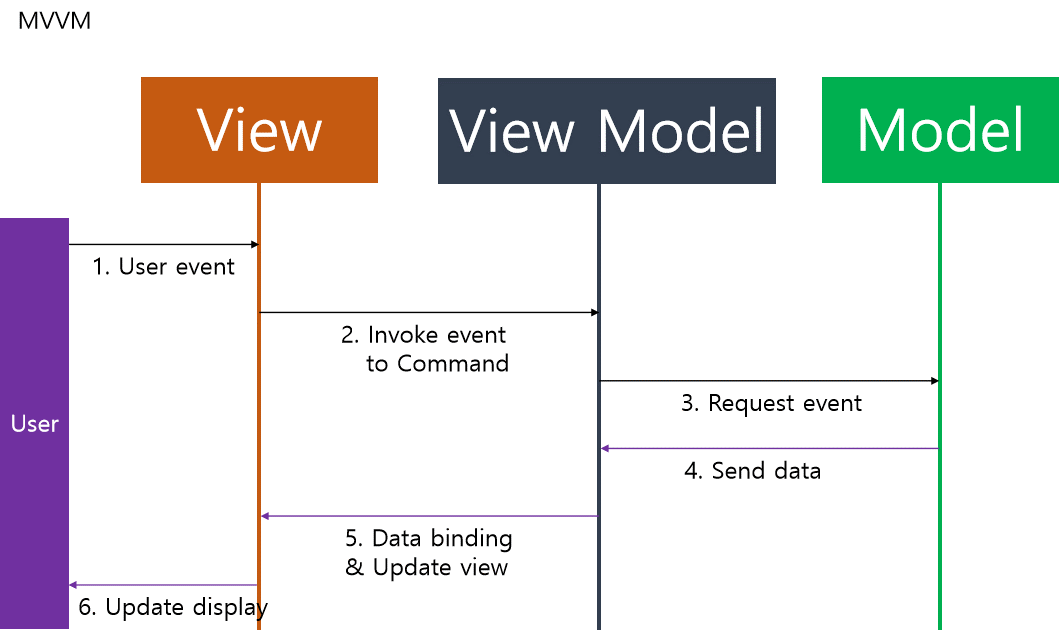 MVVM
View
View Model
Model
1. User event
2. Invoke event
to Command
3. Request event
User
4. Send data
5. Data binding
& Update view
6. Update display